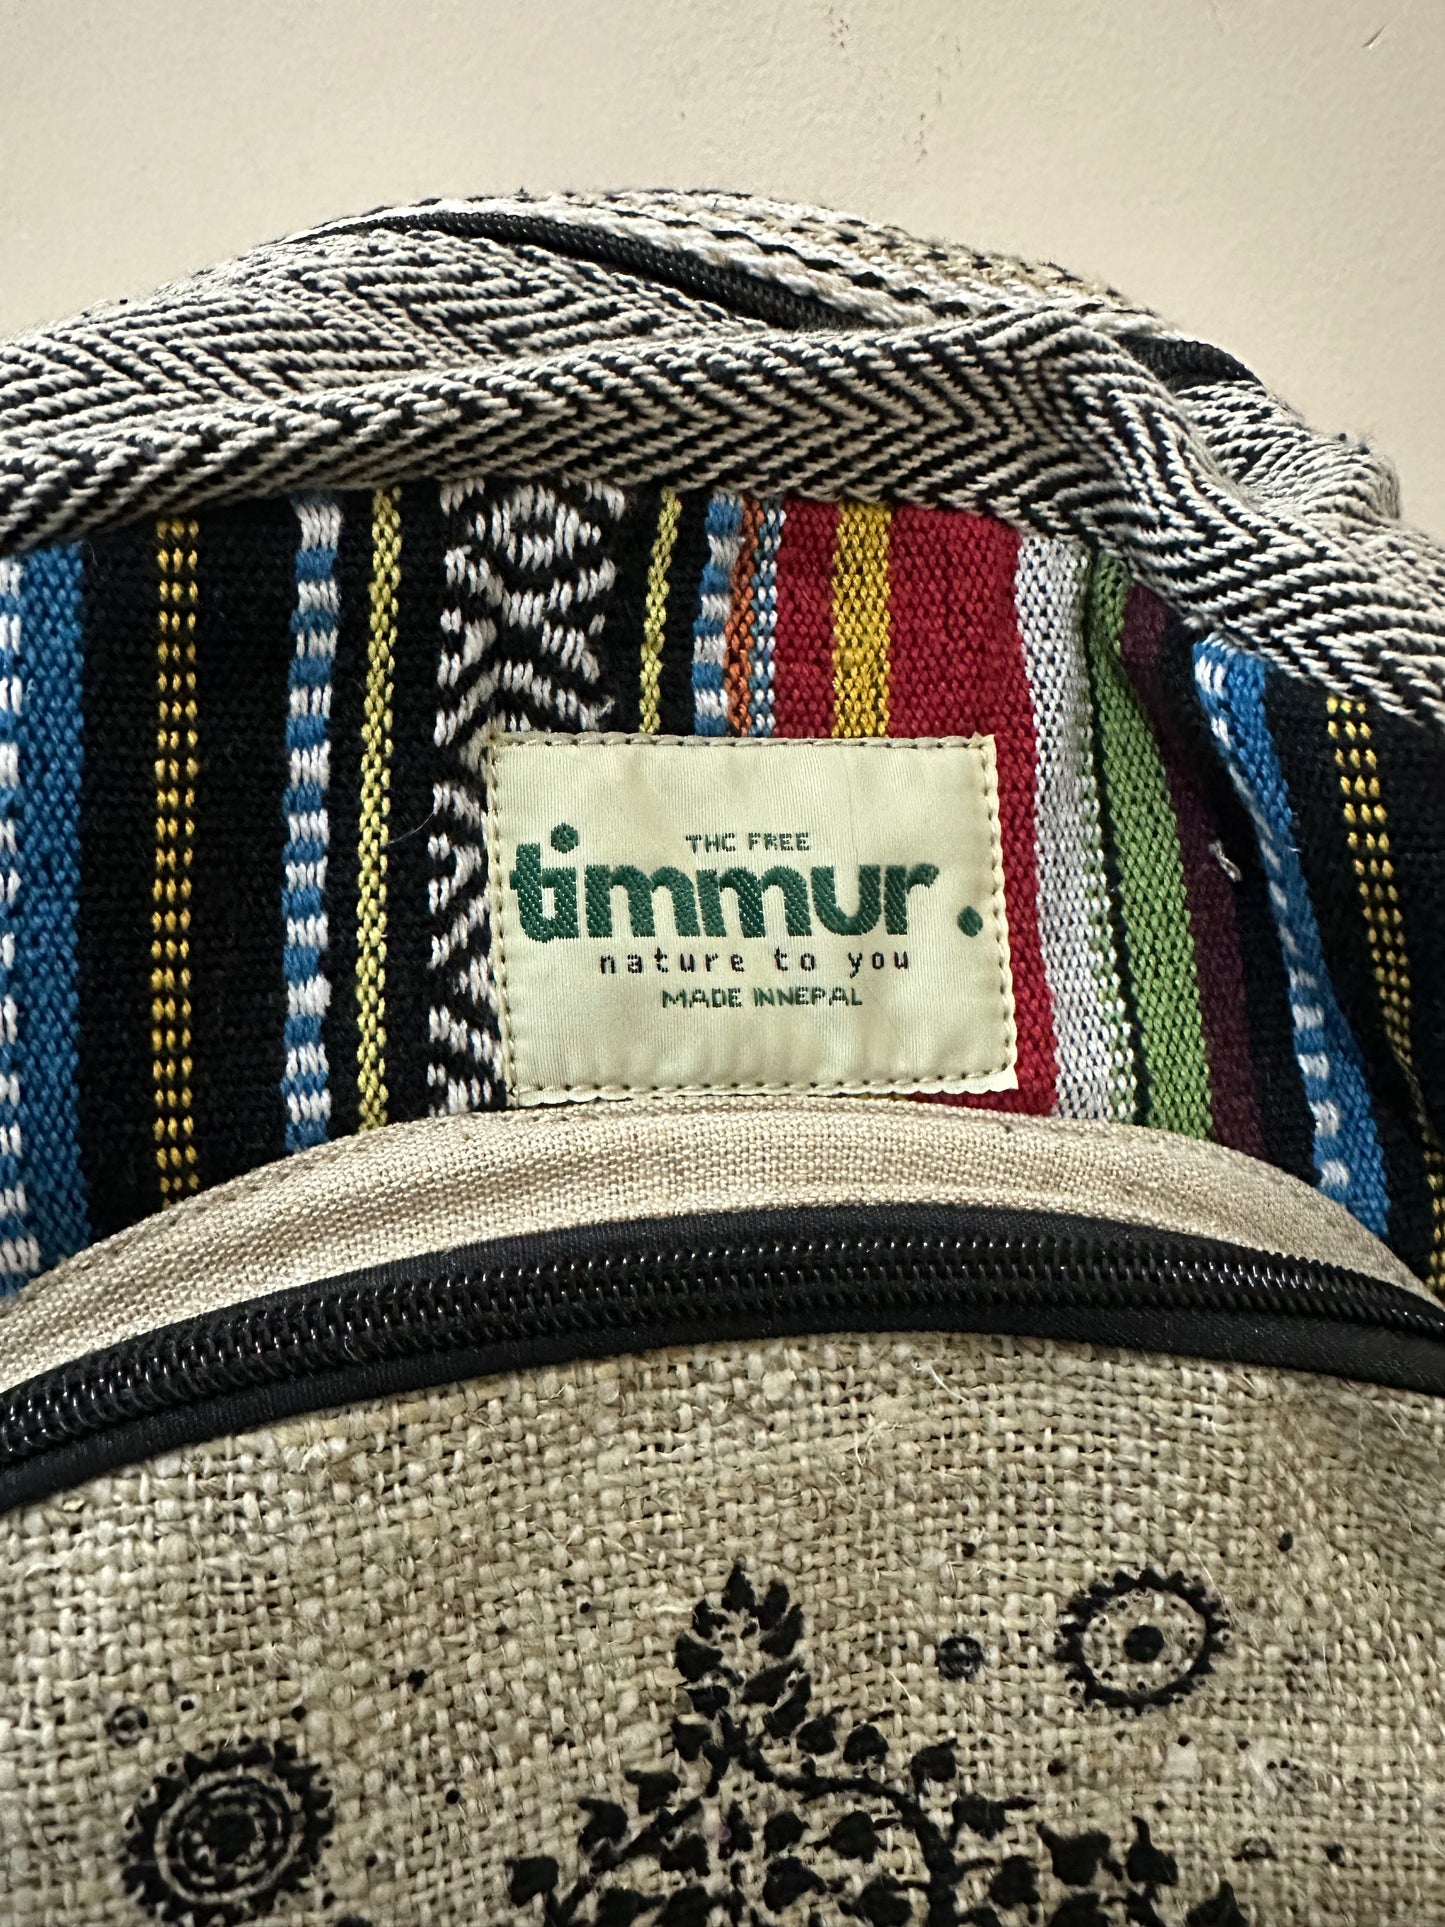 THC FREE
timmur.
nature to you
MADE INNEPAL